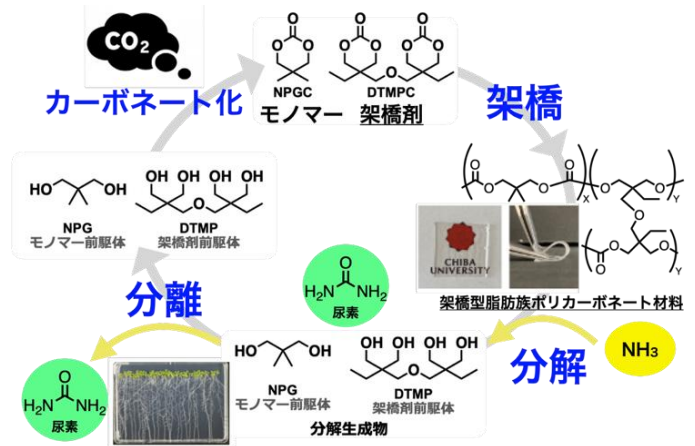 CO₂
カーボネート化
NPGC
モノマー
DTMPC
架橋剤
架橋
HO OH
NPG
モノマー前駆体
OH OH OH OH
DTMP
架橋剤前駆体
CHIBA
UNIVERSITY
架橋型脂肪族ポリカーボネート材料
分離
H₂N NH₂
尿素
NH₃
分解
HO OH
NPG
モノマー前駆体
OH OH OH OH
DTMP
架橋剤前駆体
分解生成物
H₂N NH₂
尿素